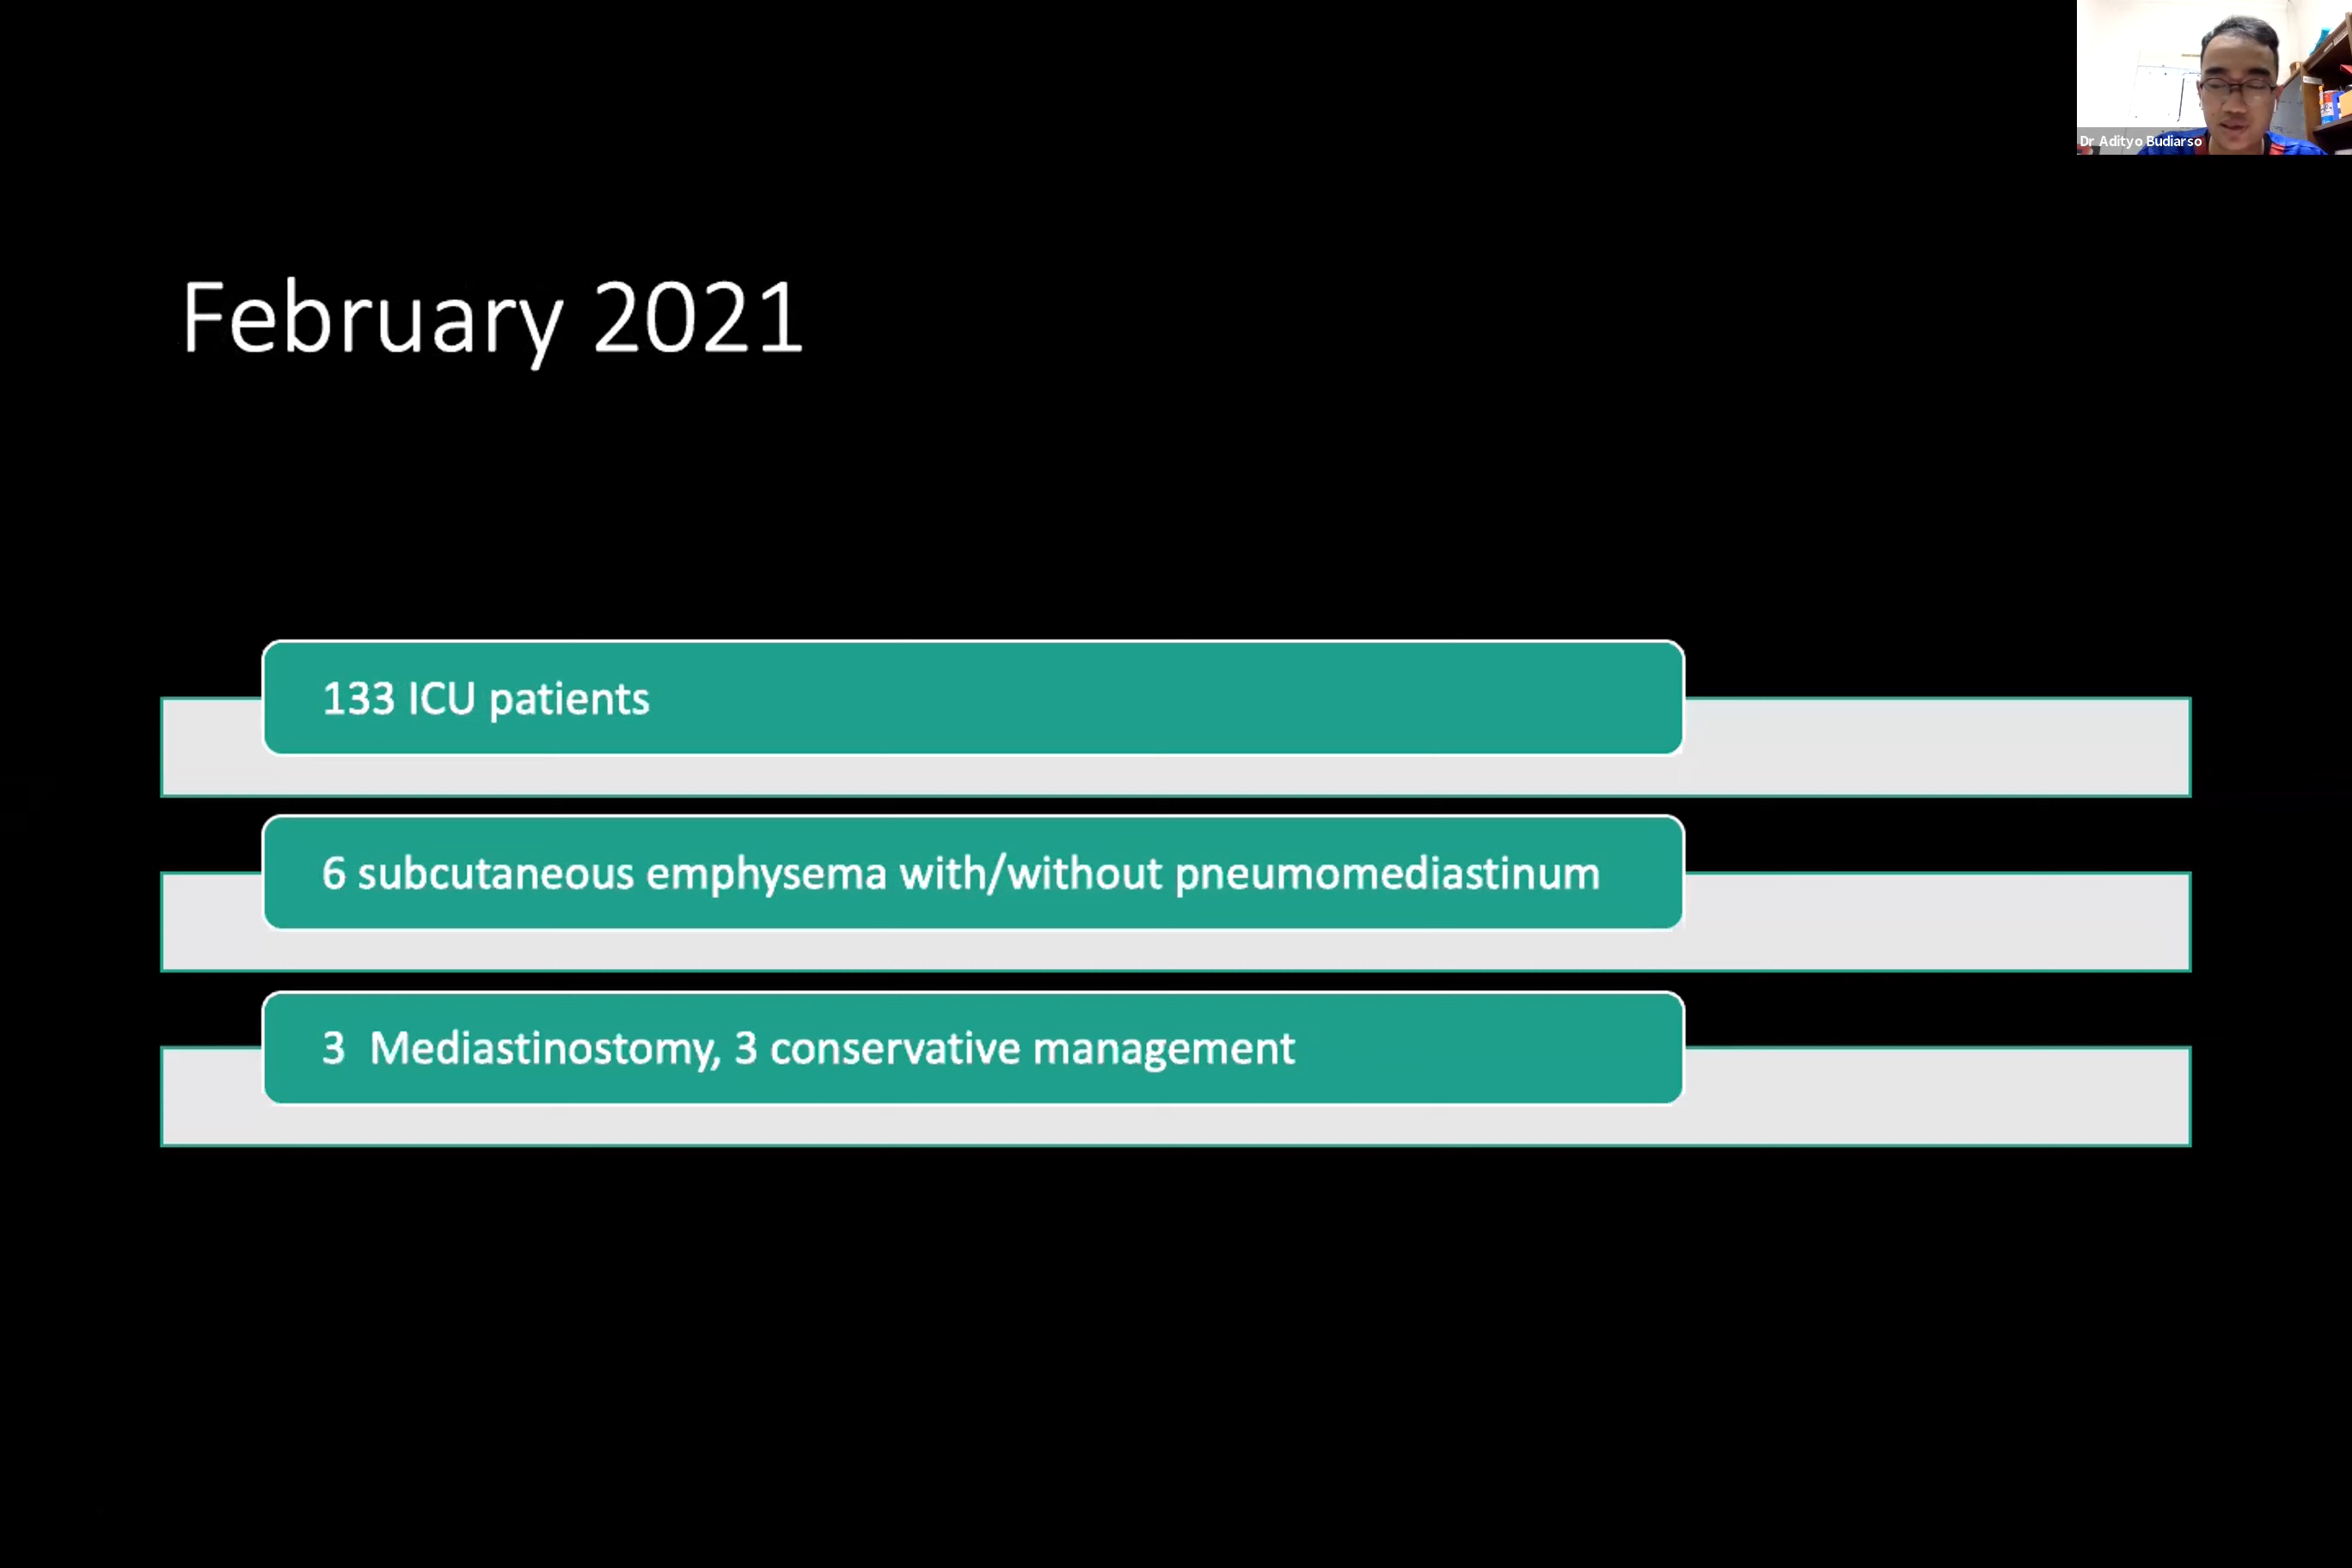 Dr Adityo Budiarso
February 2021
133 ICU patients
6 subcutaneous emphysema with/without pneumomediastinum
3  Mediastinostomy, 3 conservative management